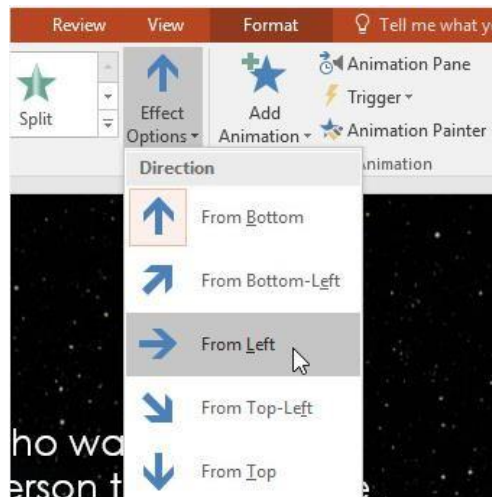 Review View Format Tell me what y
Split
Effect Options
Add Animation
Animation Pane
Trigger
Animation Painter
Animation
Direction
From Bottom
From Bottom-Left
From Left
From Top-Left
From Top
ho wa
erson t